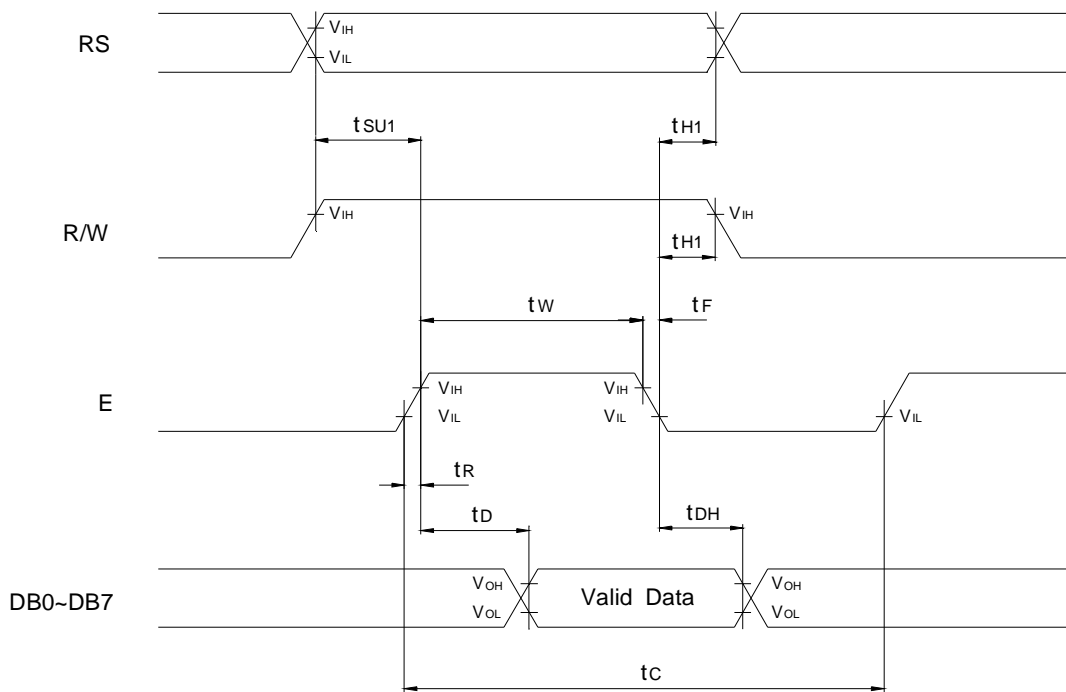 RS
VIH
VIL
tSU1
tH1
R/W
VIH
VIH
tH1
tW
tF
E
VIH
VIH
VIL
VIL
VIL
tR
tD
tDH
DB0~DB7
VOH
Valid Data
VOH
VOL
VOL
tC